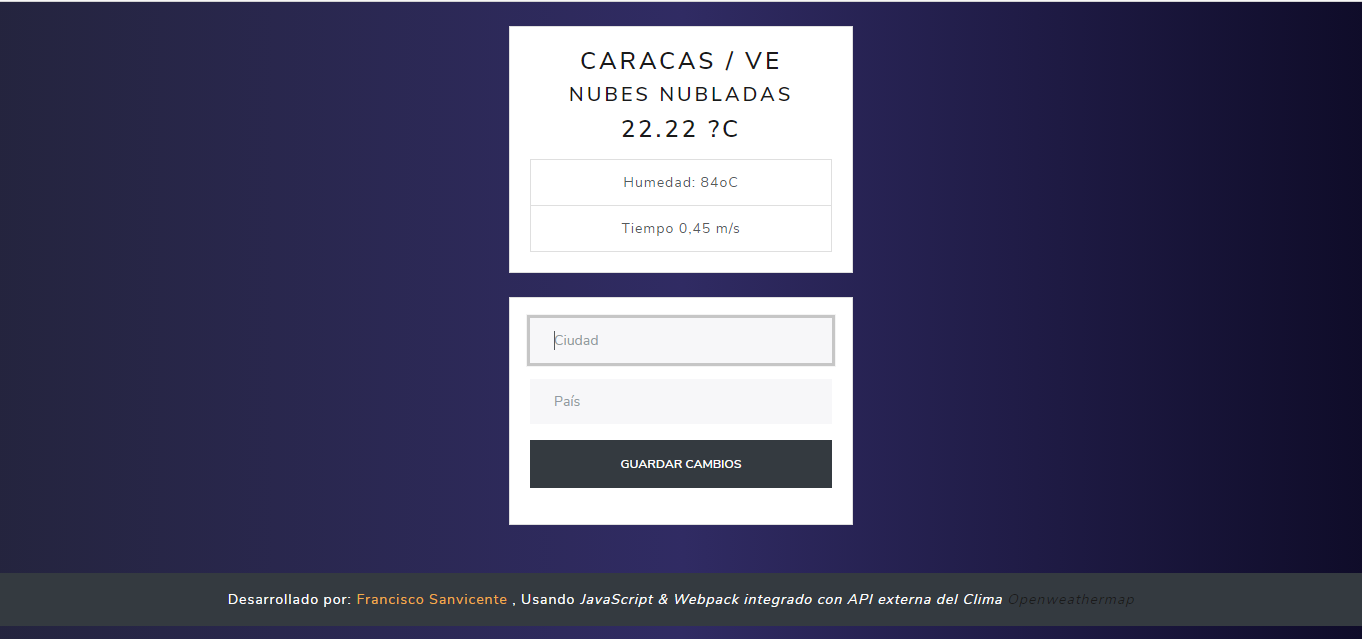 CARACAS / VE
NUBES NUBLADAS
22.22 ?C
Humedad: 84oC
Tiempo 0,45 m/s
Ciudad
País
GUARDAR CAMBIOS
Desarrollado por: Francisco Sanvicente , Usando JavaScript & Webpack integrado con API externa del Clima Openweathermap